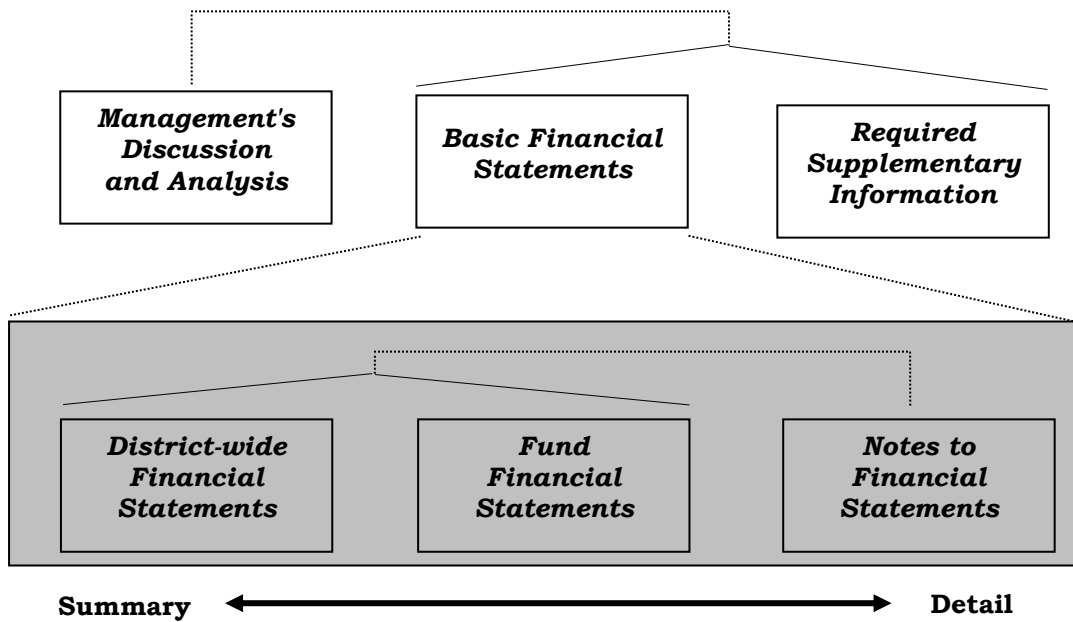 Management's
Discussion
and Analysis
Basic Financial
Statements
Required
Supplementary
Information
District-wide
Financial
Statements
Fund
Financial
Statements
Notes to
Financial
Statements
Summary
Detail